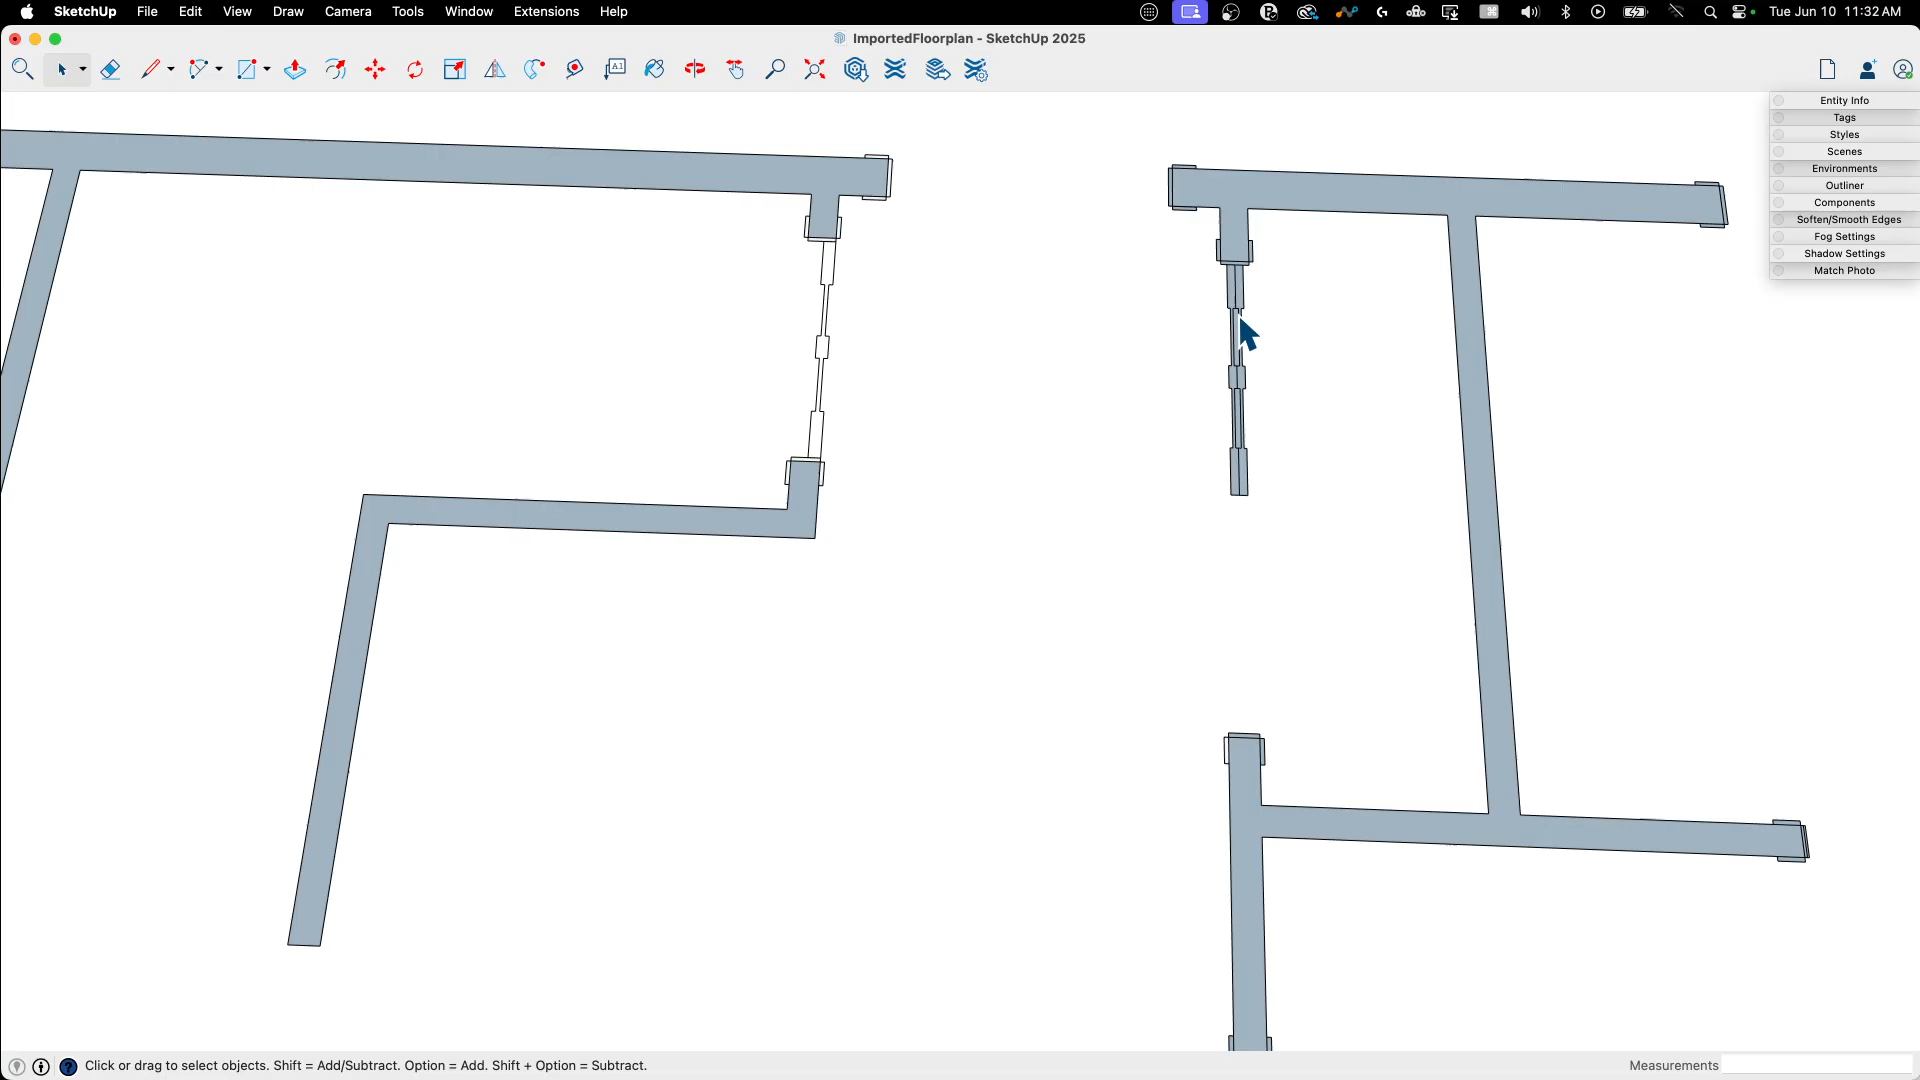 SketchUp File Edit View Draw Camera Tools Window Extensions Help Tue Jun 10 11:32 AM
ImportedFloorplan - SketchUp 2025
A1
Entity Info
Tags
Styles
Scenes
Environments
Outliner
Components
Soften/Smooth Edges
Fog Settings
Shadow Settings
Match Photo
Click or drag to select objects. Shift = Add/Subtract. Option = Add. Shift + Option = Subtract. Measurements